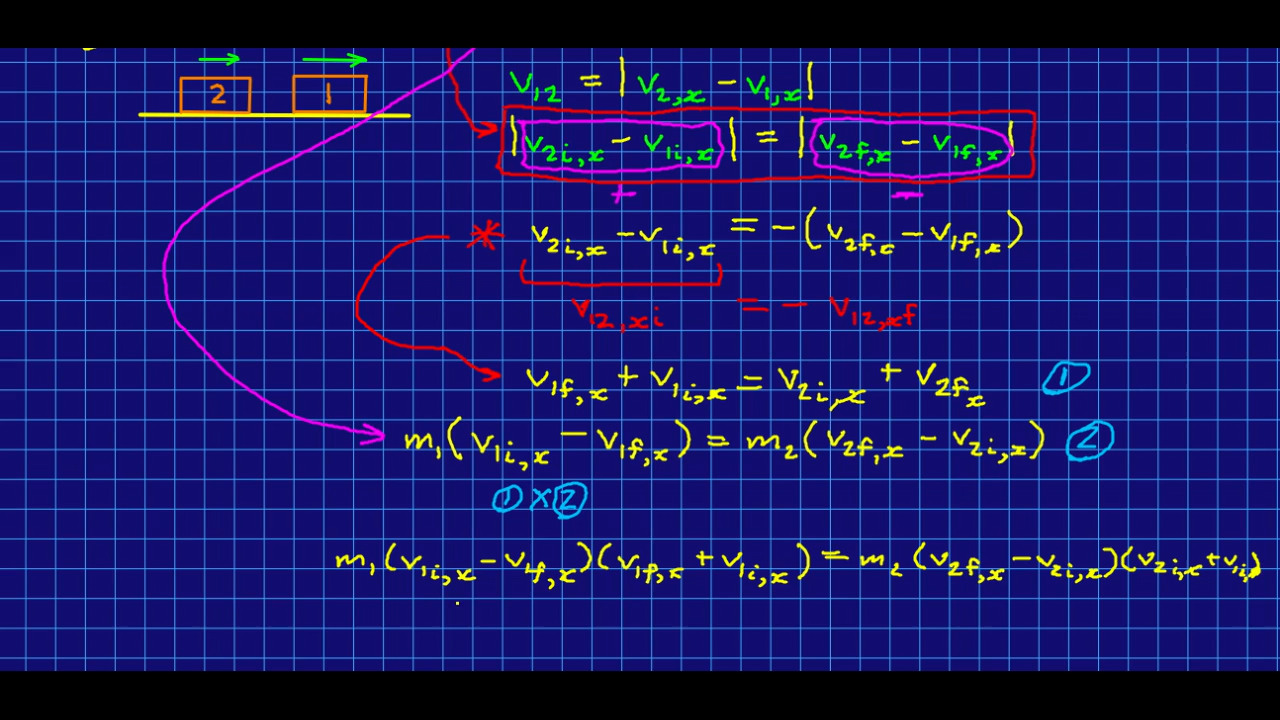 2 1
v₁₂ = |v₂,ₓ − v₁,ₓ|
|v₂ᵢ,ₓ − v₁ᵢ,ₓ| = |v₂f,ₓ − v₁f,ₓ|
+ −
* v₂ᵢ,ₓ − v₁ᵢ,ₓ = −(v₂f,ₓ − v₁f,ₓ)
v₁₂,ₓᵢ = − v₁₂,ₓf
v₁f,ₓ + v₁ᵢ,ₓ = v₂ᵢ,ₓ + v₂fₓ ①
m₁(v₁ᵢ,ₓ − v₁f,ₓ) = m₂(v₂f,ₓ − v₂ᵢ,ₓ) ②
① × ②
m₁(v₁ᵢ,ₓ − v₁f,ₓ)(v₁f,ₓ + v₁ᵢ,ₓ) = m₂(v₂f,ₓ − v₂ᵢ,ₓ)(v₂ᵢ,ₓ + v₁ᵢ,ₓ)